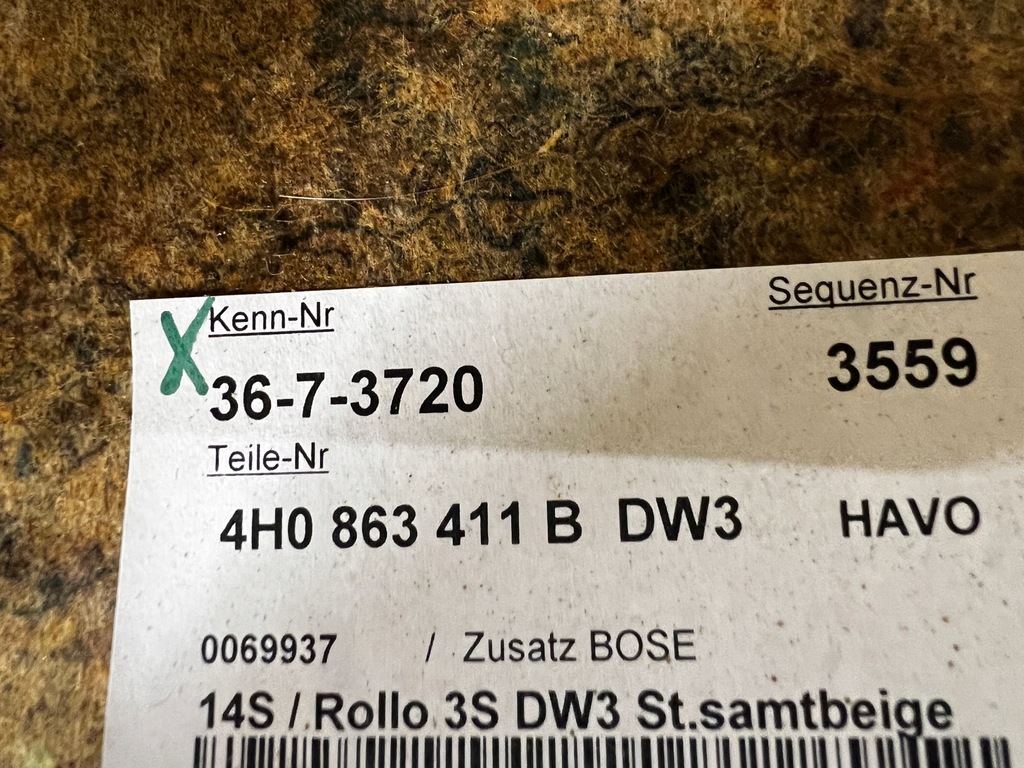 X Kenn-Nr Sequenz-Nr
36-7-3720 3559
Teile-Nr
4H0 863 411 B DW3 HAVO
0069937 / Zusatz BOSE
14S / Rollo 3S DW3 St.samtbeige